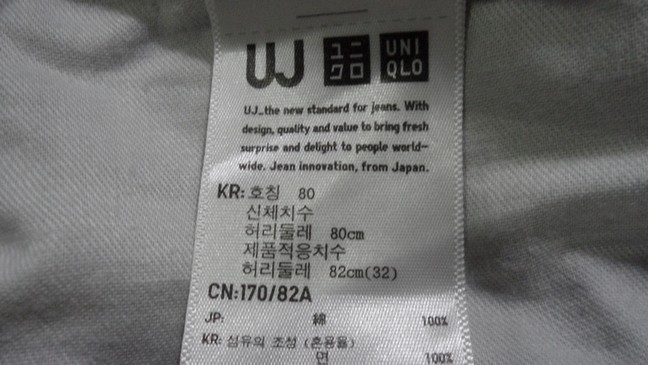 UJ ユニクロ UNIQLO
UJ_the new standard for jeans. With
design, quality and value to bring fresh
surprise and delight to people world-
wide. Jean innovation, from Japan.
KR: 호칭 80
신체치수
허리둘레 80cm
제품적응치수
허리둘레 82cm(32)
CN:170/82A
JP: 綿 100%
KR: 섬유의 조성 (혼용율)
면 100%